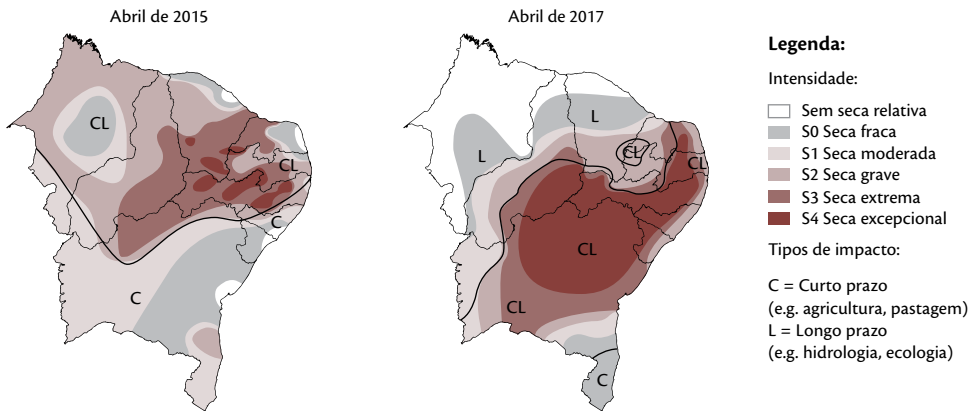 Abril de 2015
CL
CL
C
C
Abril de 2017
L
L
CL
CL
CL
CL
C
Legenda:
Intensidade:
Sem seca relativa
S0 Seca fraca
S1 Seca moderada
S2 Seca grave
S3 Seca extrema
S4 Seca excepcional
Tipos de impacto:
C = Curto prazo
(e.g. agricultura, pastagem)
L = Longo prazo
(e.g. hidrologia, ecologia)